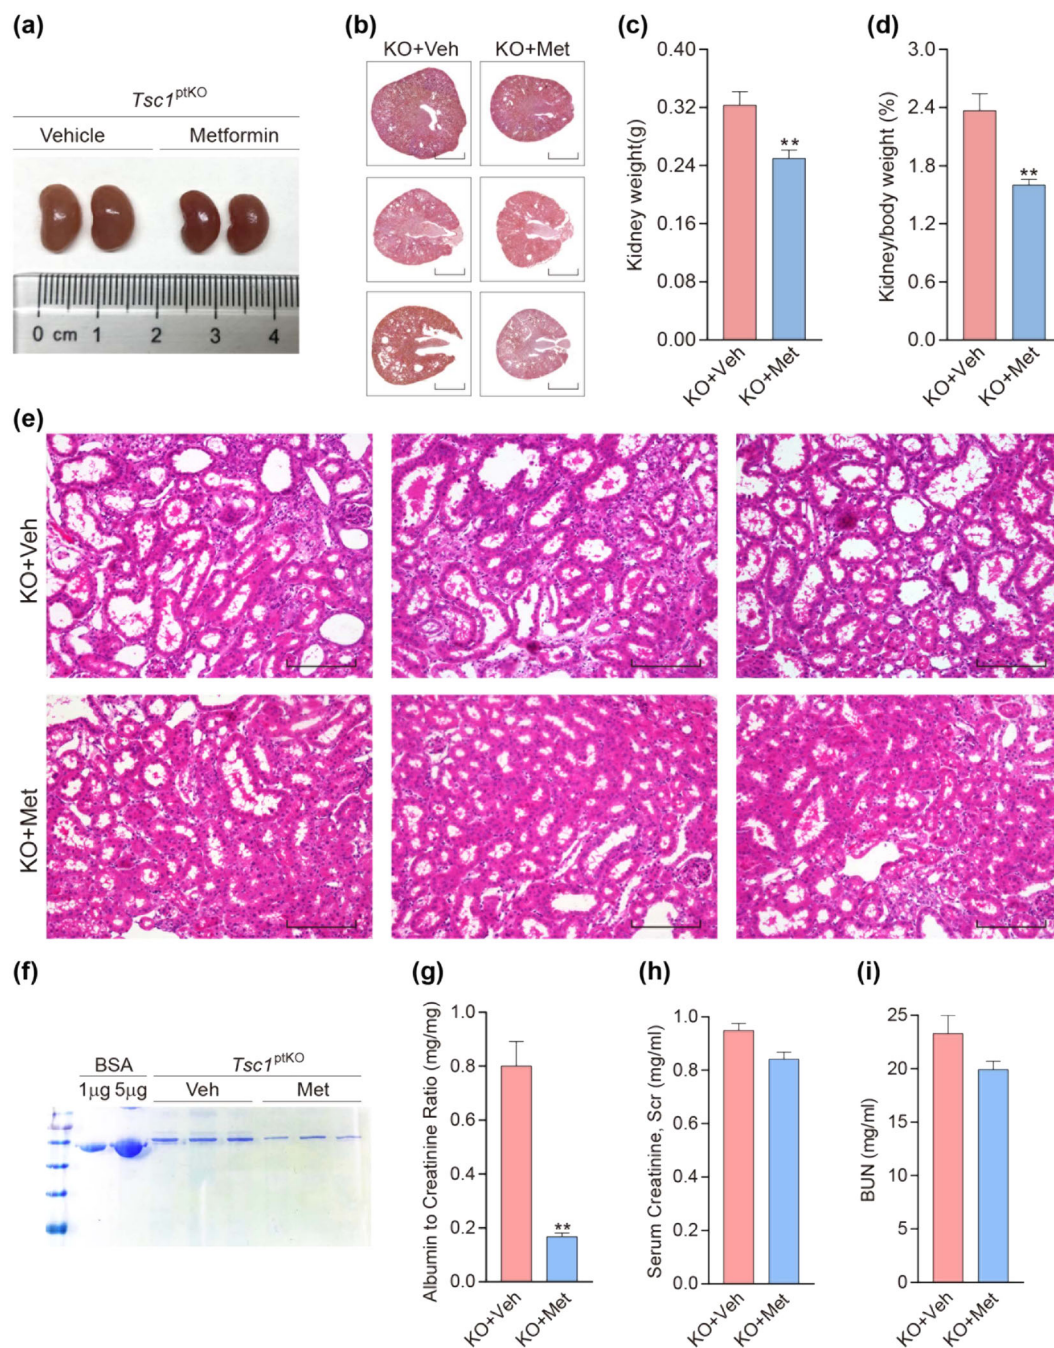 (a)
Tsc1ptKO
Vehicle Metformin
0 cm 1 2 3 4
(b)
KO+Veh KO+Met
(c)
Kidney weight(g)
0.40
0.32
0.24
0.16
0.08
0.00
**
KO+Veh
KO+Met
(d)
Kidney/body weight (%)
3.0
2.4
1.8
1.2
0.6
0.0
**
KO+Veh
KO+Met
(e)
KO+Veh
KO+Met
(f)
BSA Tsc1ptKO
1µg 5µg Veh Met
(g)
Albumin to Creatinine Ratio (mg/mg)
1.0
0.8
0.6
0.4
0.2
0.0
**
KO+Veh
KO+Met
(h)
Serum Creatinine, Scr (mg/ml)
1.0
0.8
0.6
0.4
0.2
0.0
KO+Veh
KO+Met
(i)
BUN (mg/ml)
25
20
15
10
5
0
KO+Veh
KO+Met